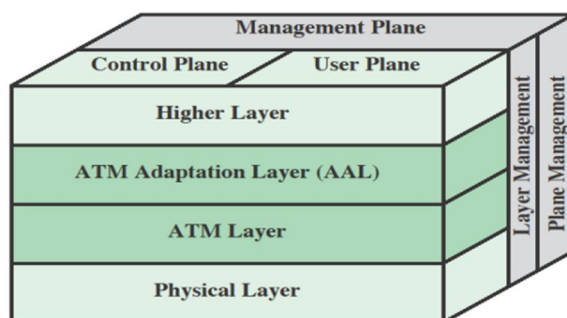 Management Plane
Control Plane
User Plane
Higher Layer
ATM Adaptation Layer (AAL)
ATM Layer
Physical Layer
Layer Management
Plane Management